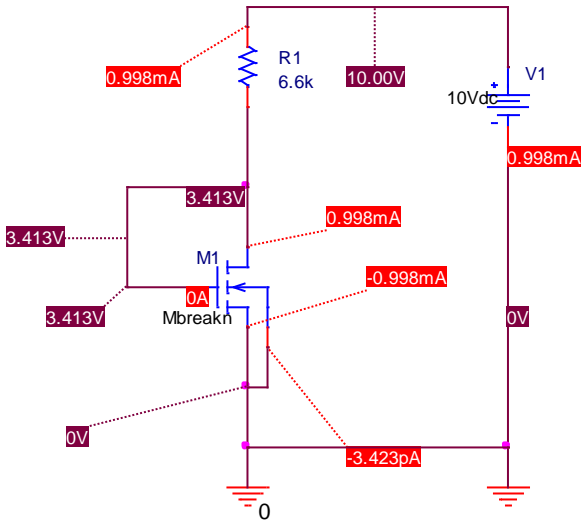 R1
0.998mA
6.6k
10.00V
V1
+
10Vdc
-
0.998mA
3.413V
3.413V
0.998mA
M1
-0.998mA
0A
3.413V
Mbreakn
0V
0V
-3.423pA
0